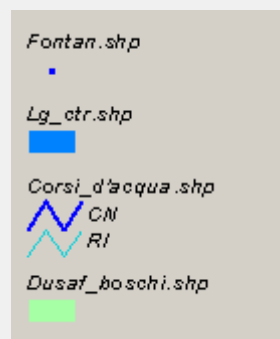 Fontan.shp
Lg_ctr.shp
Corsi_d'acqua.shp
CN
RI
Dusaf_boschi.shp